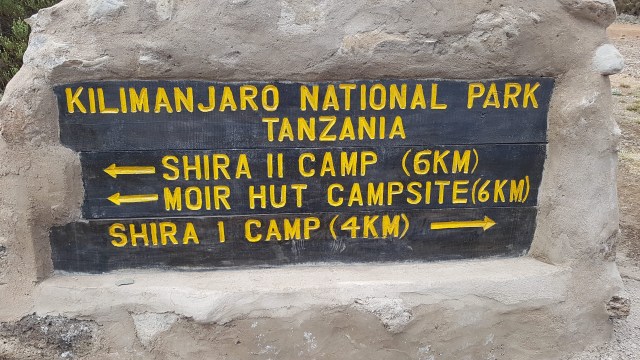 KILIMANJARO NATIONAL PARK
TANZANIA
← SHIRA II CAMP (6KM)
← MOIR HUT CAMPSITE (6KM)
SHIRA I CAMP (4KM) →